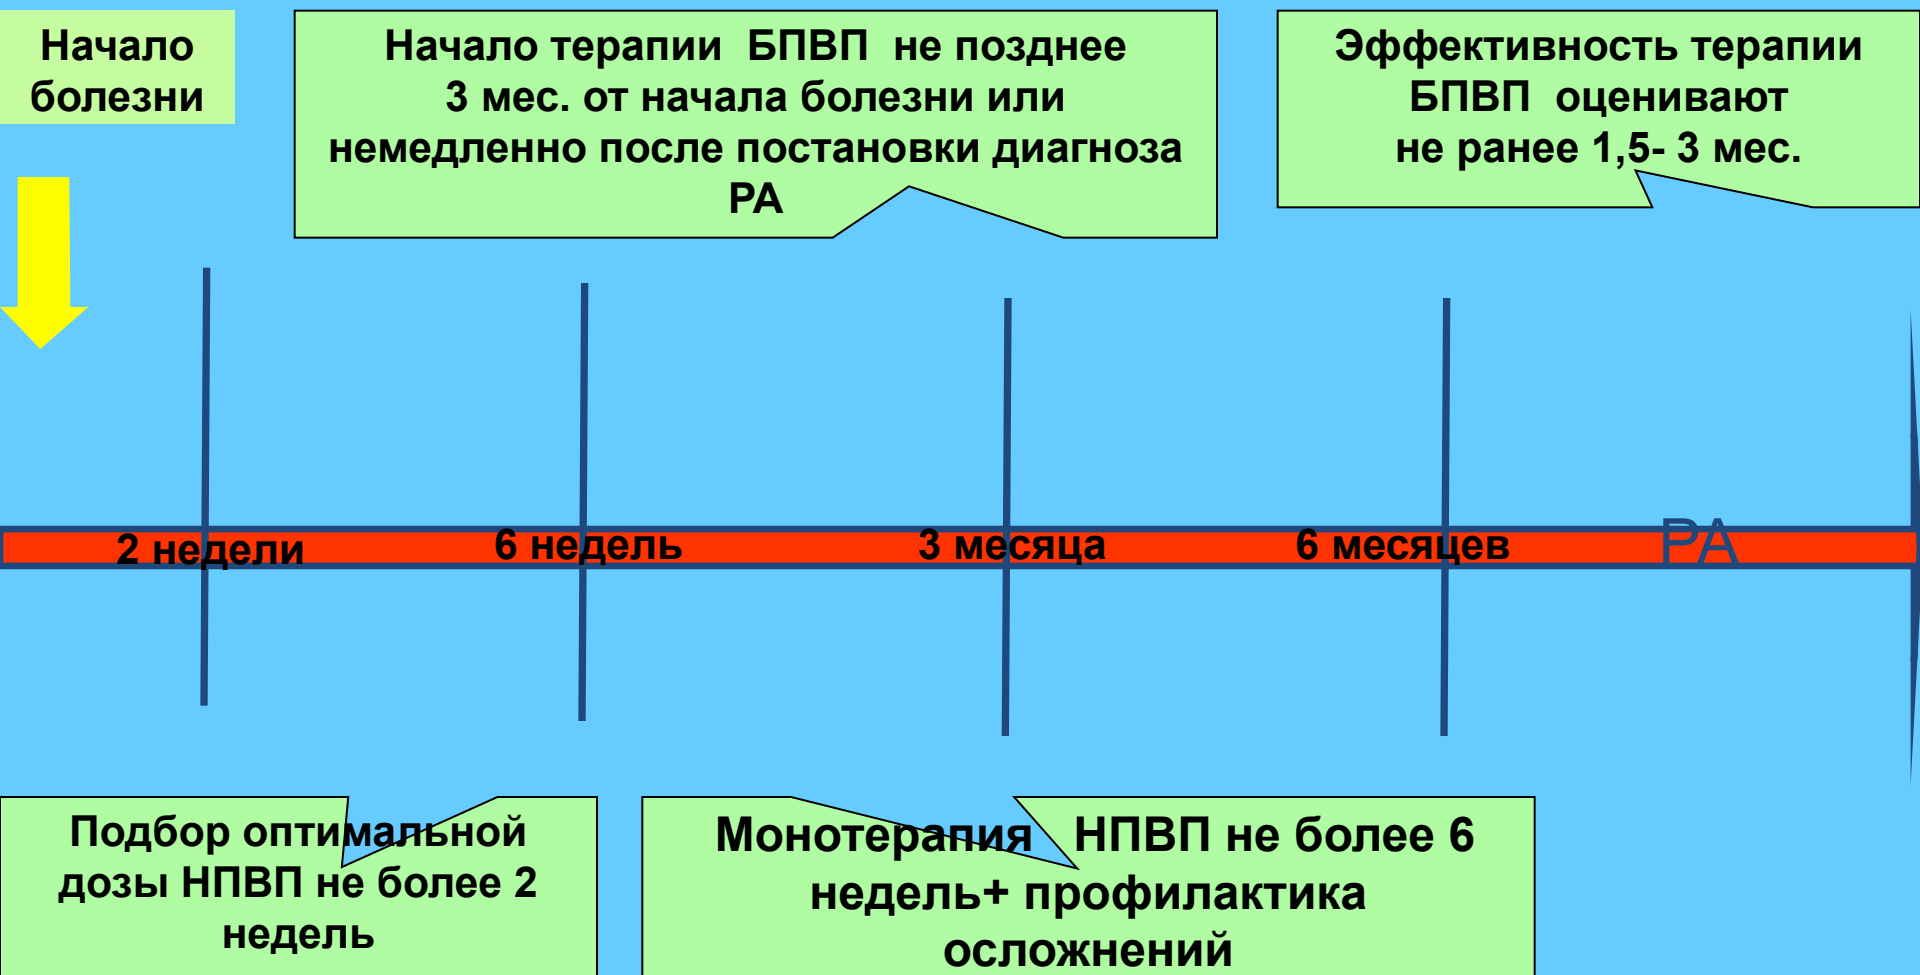 Начало
болезни
Начало терапии БПВП не позднее
3 мес. от начала болезни или
немедленно после постановки диагноза
РА
Эффективность терапии
БПВП оценивают
не ранее 1,5- 3 мес.
2 недели
6 недель
3 месяца
6 месяцев
РА
Подбор оптимальной
дозы НПВП не более 2
недель
Монотерапия НПВП не более 6
недель+ профилактика
осложнений